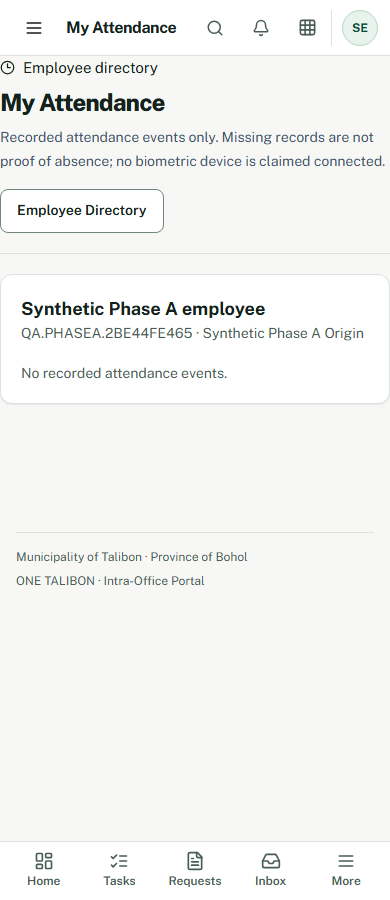 My Attendance
SE
Employee directory
My Attendance
Recorded attendance events only. Missing records are not
proof of absence; no biometric device is claimed connected.
Employee Directory
Synthetic Phase A employee
QA.PHASEA.2BE44FE465 · Synthetic Phase A Origin
No recorded attendance events.
Municipality of Talibon · Province of Bohol
ONE TALIBON · Intra-Office Portal
Home
Tasks
Requests
Inbox
More